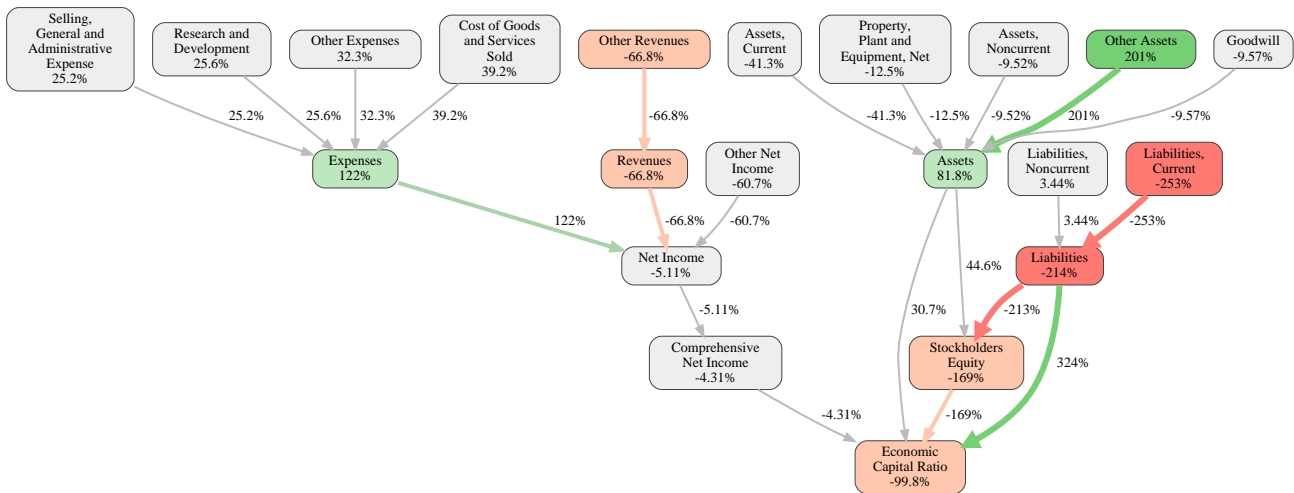 Selling,
General and
Administrative
Expense
25.2%
Research and
Development
25.6%
Other Expenses
32.3%
Cost of Goods
and Services
Sold
39.2%
Other Revenues
-66.8%
Assets,
Current
-41.3%
Property,
Plant and
Equipment, Net
-12.5%
Assets,
Noncurrent
-9.52%
Other Assets
201%
Goodwill
-9.57%
25.2%
25.6%
32.3%
39.2%
-66.8%
-41.3%
-12.5%
-9.52%
201%
-9.57%
Expenses
122%
Revenues
-66.8%
Other Net
Income
-60.7%
Assets
81.8%
Liabilities,
Noncurrent
3.44%
Liabilities,
Current
-253%
122%
-66.8%
-60.7%
3.44%
-253%
Net Income
-5.11%
44.6%
Liabilities
-214%
-5.11%
30.7%
-213%
Comprehensive
Net Income
-4.31%
Stockholders
Equity
-169%
324%
-4.31%
-169%
Economic
Capital Ratio
-99.8%